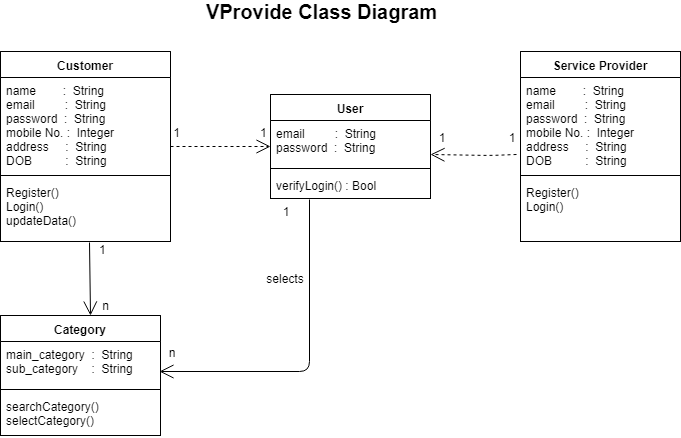 VProvide Class Diagram
Customer
name : String
email : String
password : String
mobile No. : Integer
address : String
DOB : String
Register()
Login()
updateData()
1
1
User
email : String
password : String
verifyLogin() : Bool
1
1
Service Provider
name : String
email : String
password : String
mobile No. : Integer
address : String
DOB : String
Register()
Login()
1
n
1
selects
n
Category
main_category : String
sub_category : String
searchCategory()
selectCategory()